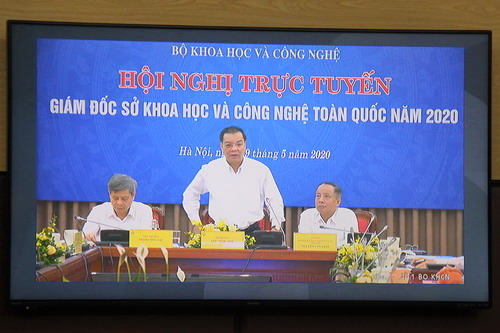 BỘ KHOA HỌC VÀ CÔNG NGHỆ
HỘI NGHỊ TRỰC TUYẾN
GIÁM ĐỐC SỞ KHOA HỌC VÀ CÔNG NGHỆ TOÀN QUỐC NĂM 2020
Hà Nội, 9 tháng 5 năm 2020
BO KHCN